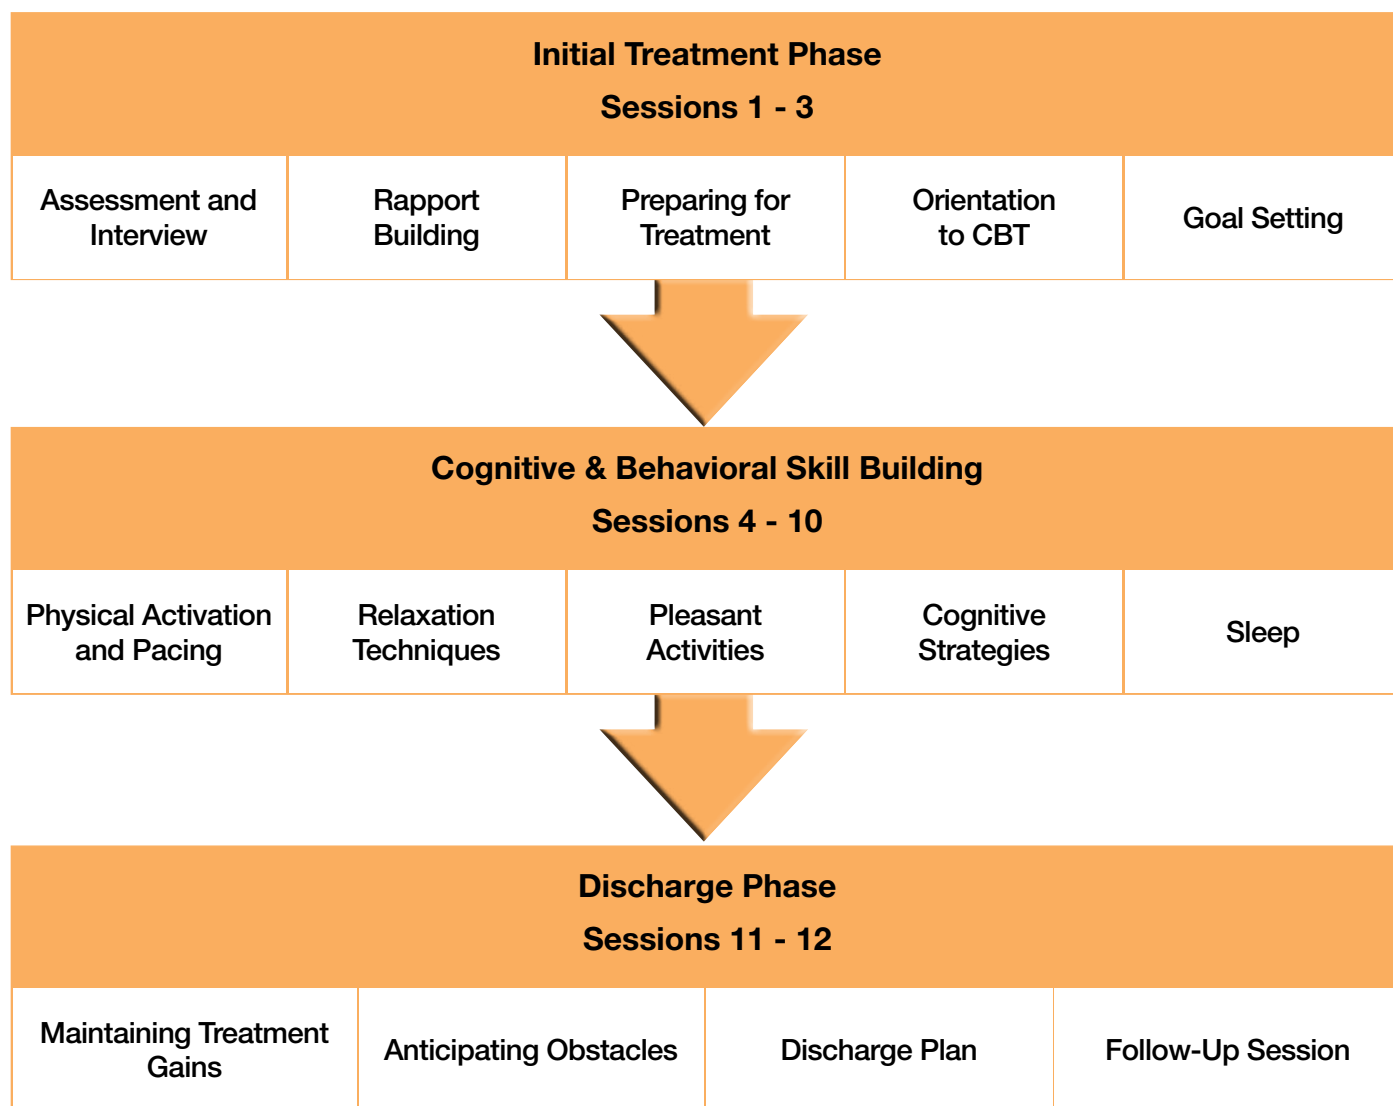 Initial Treatment Phase
Sessions 1 - 3
Assessment and
Interview
Rapport
Building
Preparing for
Treatment
Orientation
to CBT
Goal Setting
Cognitive & Behavioral Skill Building
Sessions 4 - 10
Physical Activation
and Pacing
Relaxation
Techniques
Pleasant
Activities
Cognitive
Strategies
Sleep
Discharge Phase
Sessions 11 - 12
Maintaining Treatment
Gains
Anticipating Obstacles
Discharge Plan
Follow-Up Session